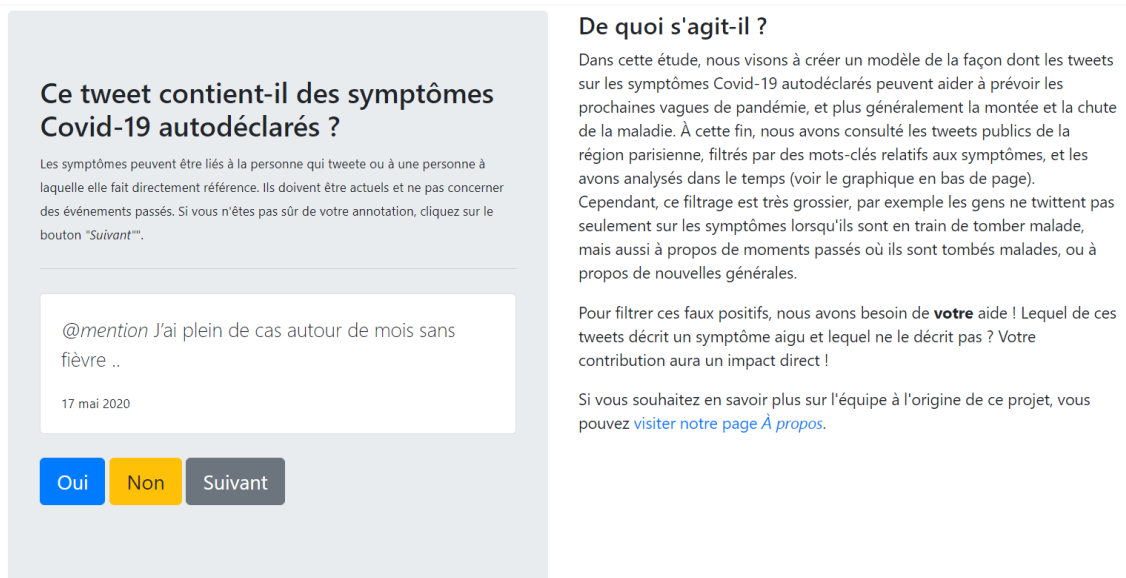 Ce tweet contient-il des symptômes
Covid-19 autodéclarés ?
Les symptômes peuvent être liés à la personne qui tweete ou à une personne à
laquelle elle fait directement référence. Ils doivent être actuels et ne pas concerner
des événements passés. Si vous n'êtes pas sûr de votre annotation, cliquez sur le
bouton "Suivant"".
@mention J’ai plein de cas autour de mois sans
fièvre ..
17 mai 2020
Oui Non Suivant
De quoi s'agit-il ?
Dans cette étude, nous visons à créer un modèle de la façon dont les tweets
sur les symptômes Covid-19 autodéclarés peuvent aider à prévoir les
prochaines vagues de pandémie, et plus généralement la montée et la chute
de la maladie. À cette fin, nous avons consulté les tweets publics de la
région parisienne, filtrés par des mots-clés relatifs aux symptômes, et les
avons analysés dans le temps (voir le graphique en bas de page).
Cependant, ce filtrage est très grossier, par exemple les gens ne twittent pas
seulement sur les symptômes lorsqu'ils sont en train de tomber malade,
mais aussi à propos de moments passés où ils sont tombés malades, ou à
propos de nouvelles générales.
Pour filtrer ces faux positifs, nous avons besoin de votre aide ! Lequel de ces
tweets décrit un symptôme aigu et lequel ne le décrit pas ? Votre
contribution aura un impact direct !
Si vous souhaitez en savoir plus sur l'équipe à l'origine de ce projet, vous
pouvez visiter notre page À propos.